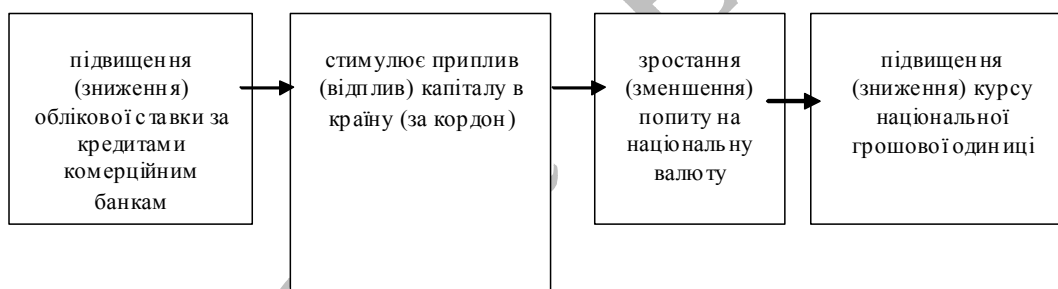 підвищення
(зниження)
облікової ставки за
кредитами
комерційним
банкам
стимулює приплив
(відплив) капіталу в
країну (за кордон)
зростання
(зменшення)
попиту на
національну
валюту
підвищення
(зниження) курсу
національної
грошової одиниці